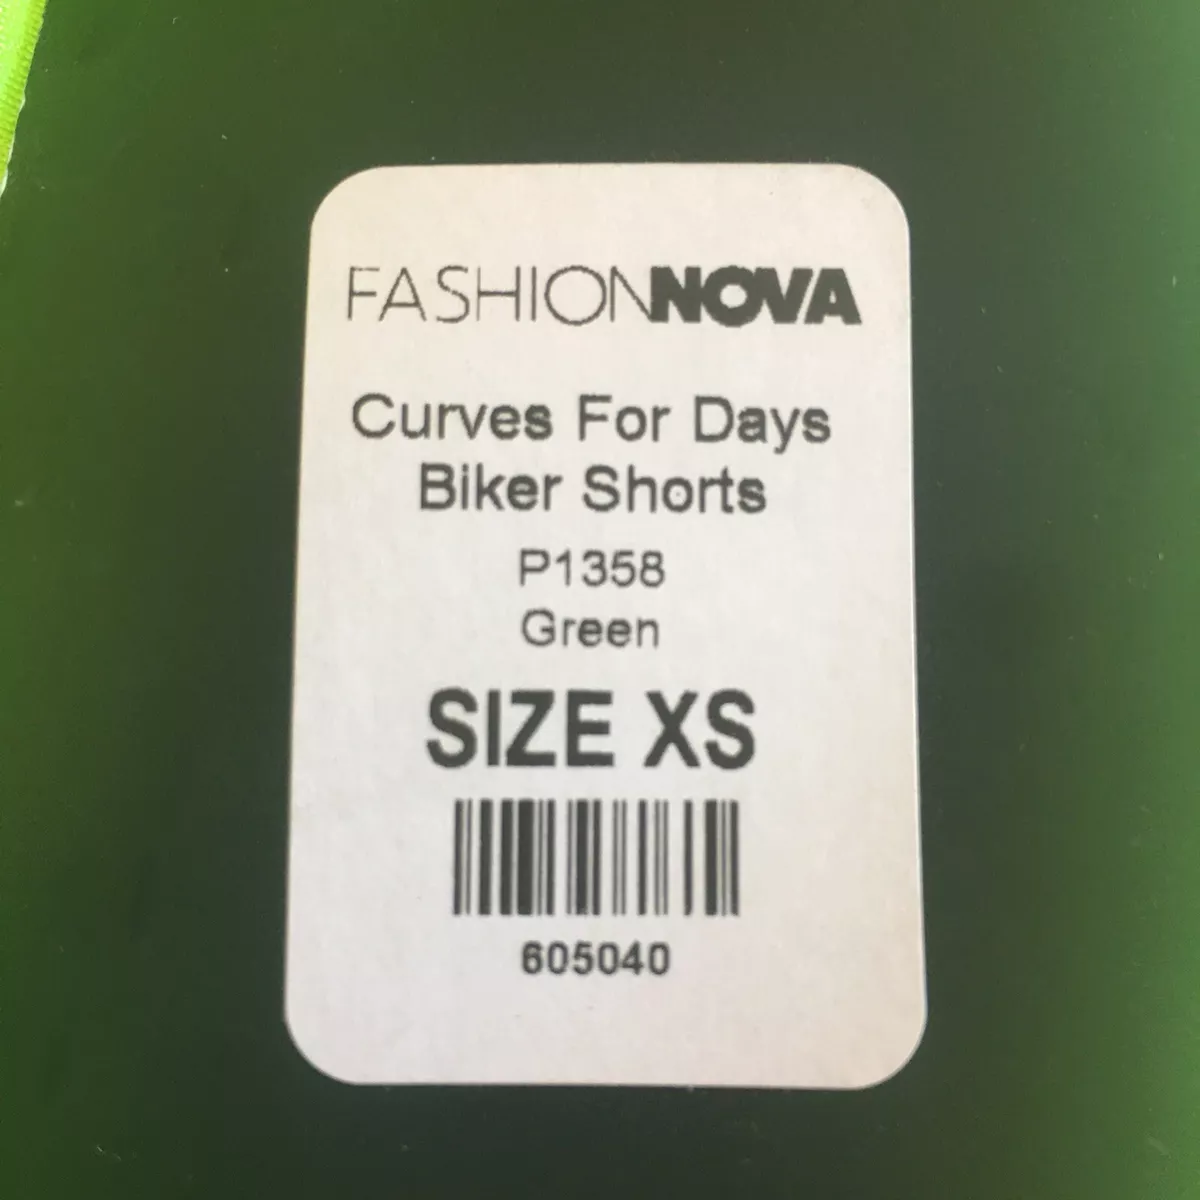 FASHIONNOVA
Curves For Days
Biker Shorts
P1358
Green
SIZE XS
605040